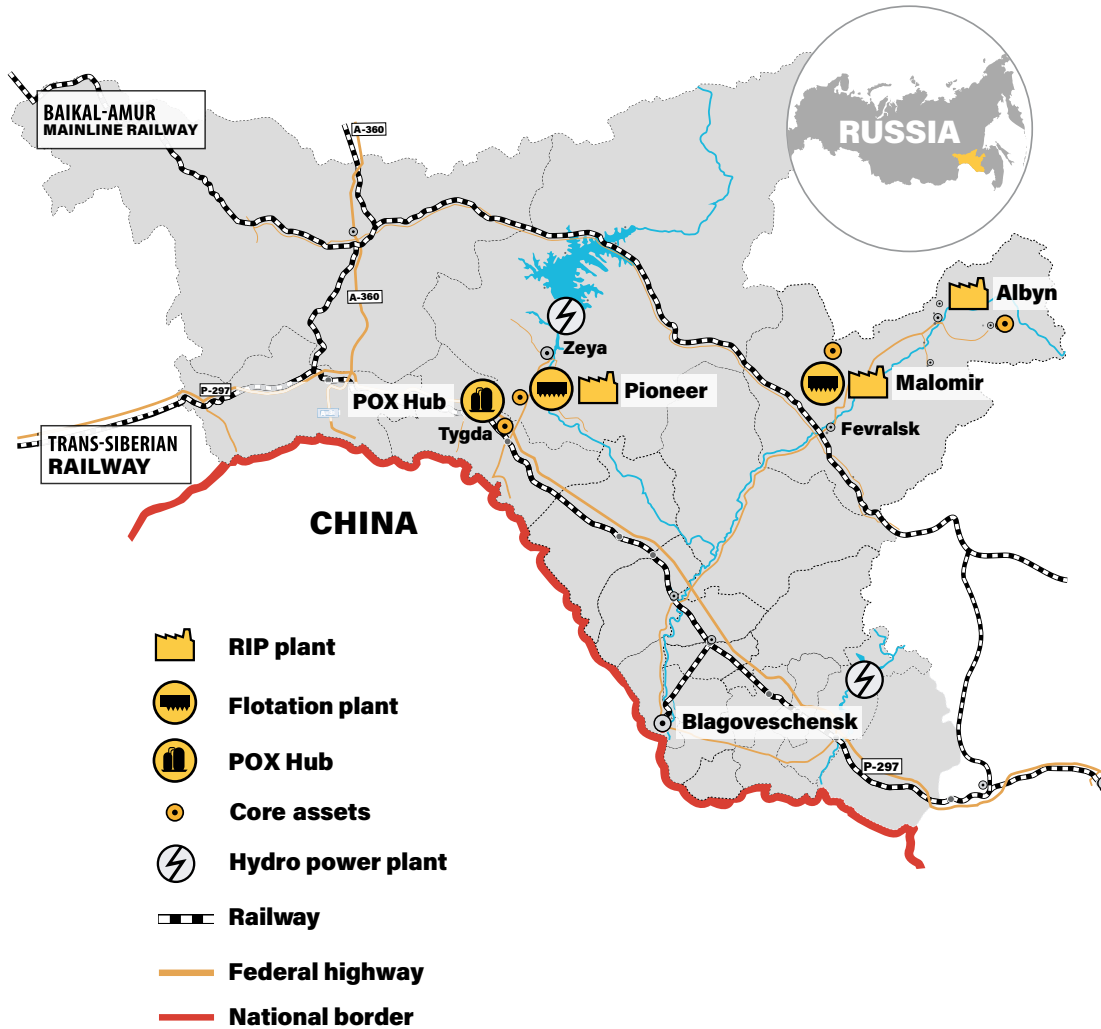 BAIKAL-AMUR
MAINLINE RAILWAY
A-360
RUSSIA
A-360
Albyn
Zeya
P-297
POX Hub
Pioneer
Malomir
Tygda
Fevralsk
TRANS-SIBERIAN
RAILWAY
CHINA
RIP plant
Flotation plant
Blagoveschensk
POX Hub
P-297
Core assets
Hydro power plant
Railway
Federal highway
National border